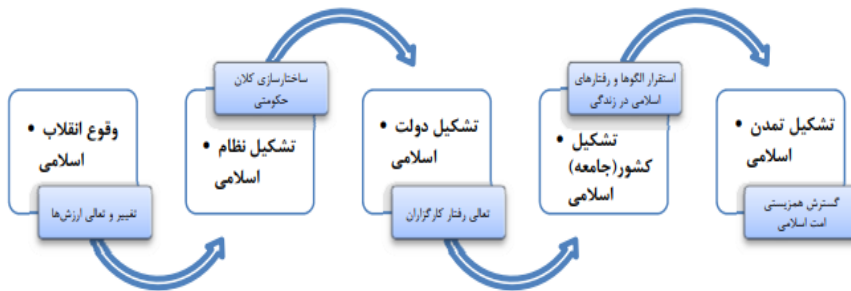 وقوع انقلاب •
اسلامی
تغییر و تعالی ارزش‌ها
ساختارسازی کلان
حکومتی
تشکیل نظام •
اسلامی
تشکیل دولت •
اسلامی
تعالی رفتار کارگزاران
استقرار الگوها و رفتارهای
اسلامی در زندگی
تشکیل •
کشور(جامعه)
اسلامی
تشکیل تمدن •
اسلامی
گسترش همزیستی
امت اسلامی